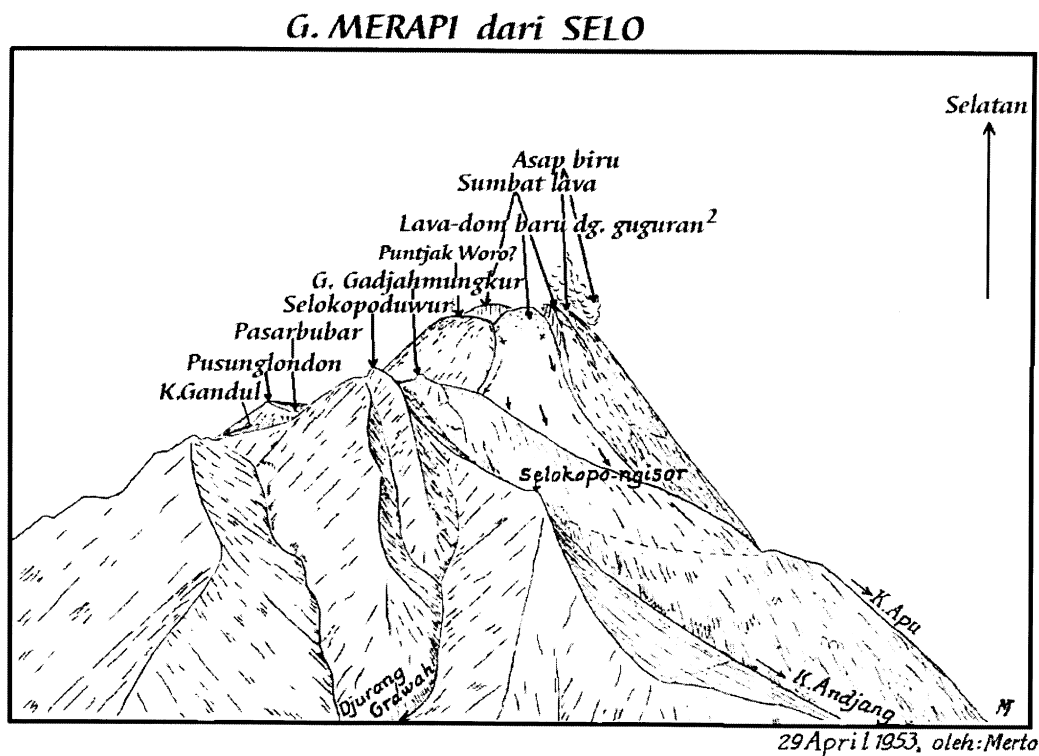 G. MERAPI dari SELO
Selatan
Asap biru
Sumbat lava
Lava-dom baru dg. guguran²
Puntjak Woro?
G. Gadjahmungkur
Selokopoduwur
Pasarbubar
Pusunglondon
K.Gandul
Selokopo-ngisor
K.Apu
K.Andjang
Djurang
Grawah
MT
29 April 1953, oleh: Merto